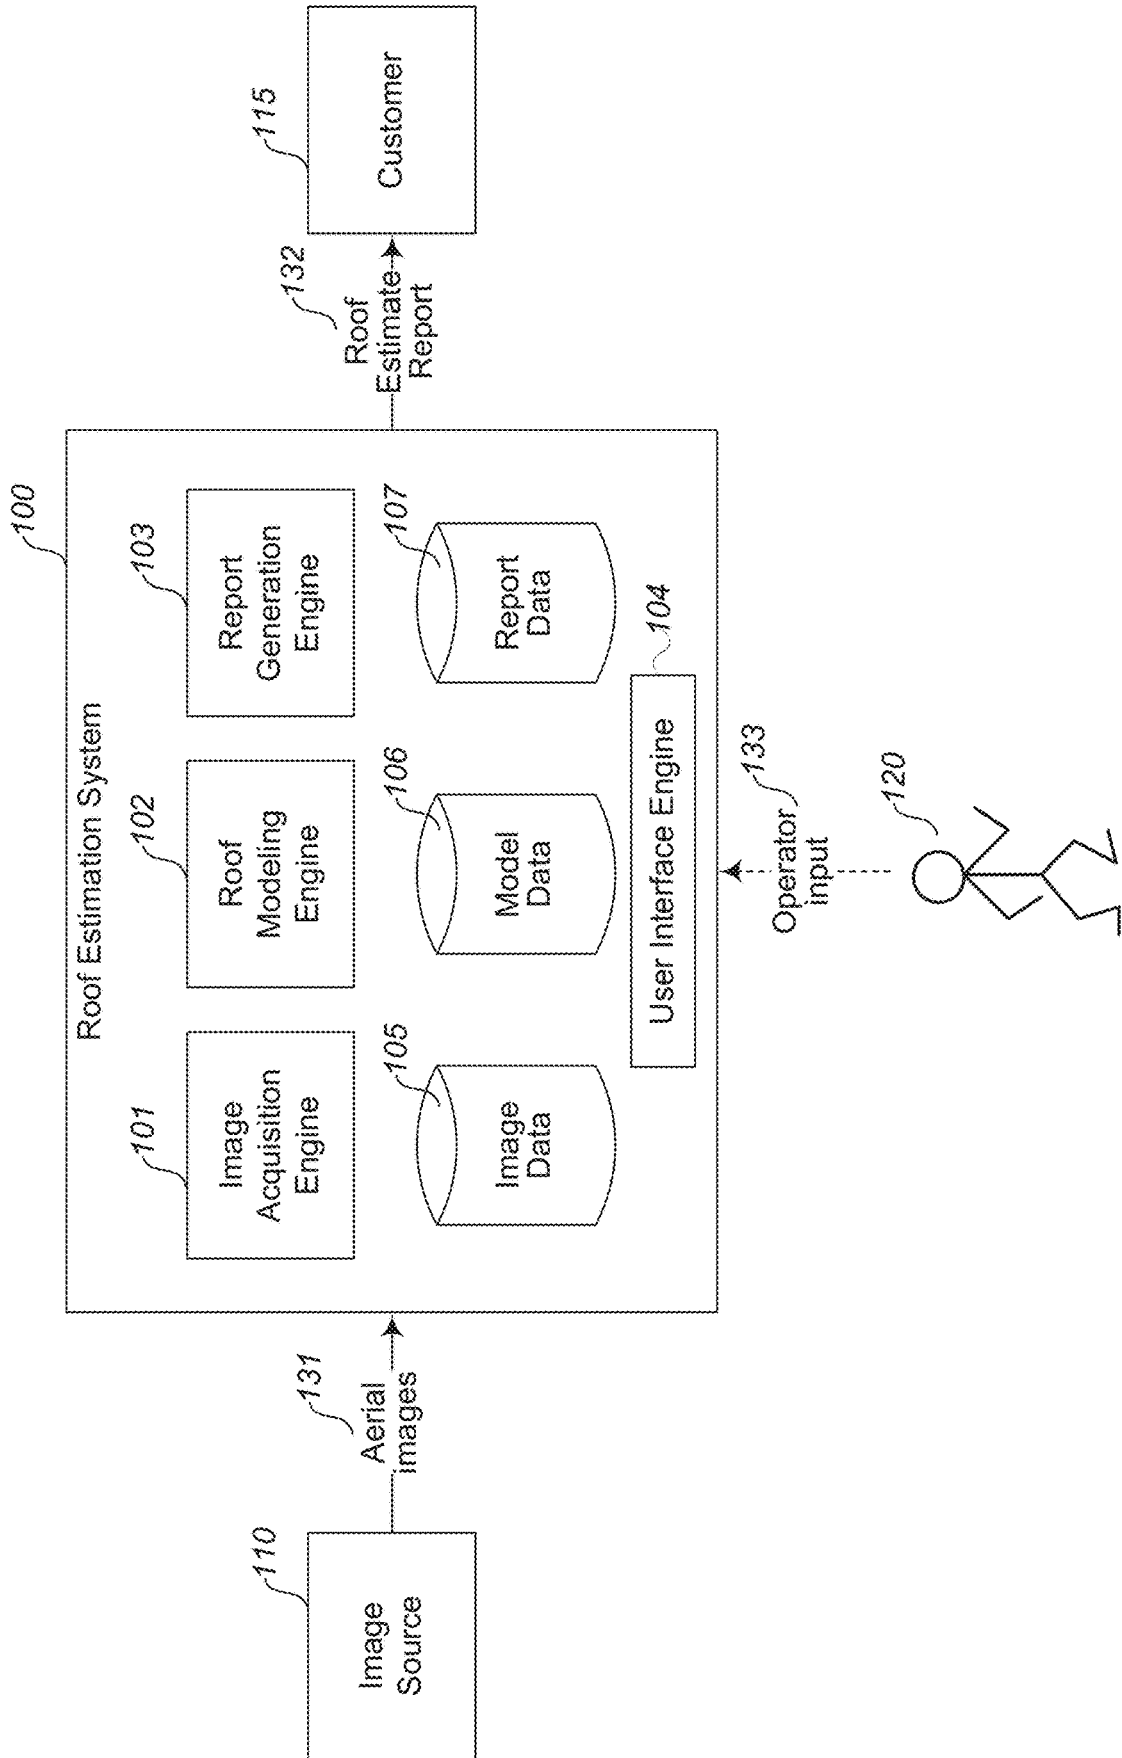 100
Roof Estimation System
101
Image
Acquisition
Engine
102
Roof
Modeling
Engine
103
Report
Generation
Engine
105
Image
Data
106
Model
Data
107
Report
Data
User Interface Engine
104
110
Image
Source
131
Aerial
images
132
Roof
Estimate
Report
115
Customer
Operator
input
133
120